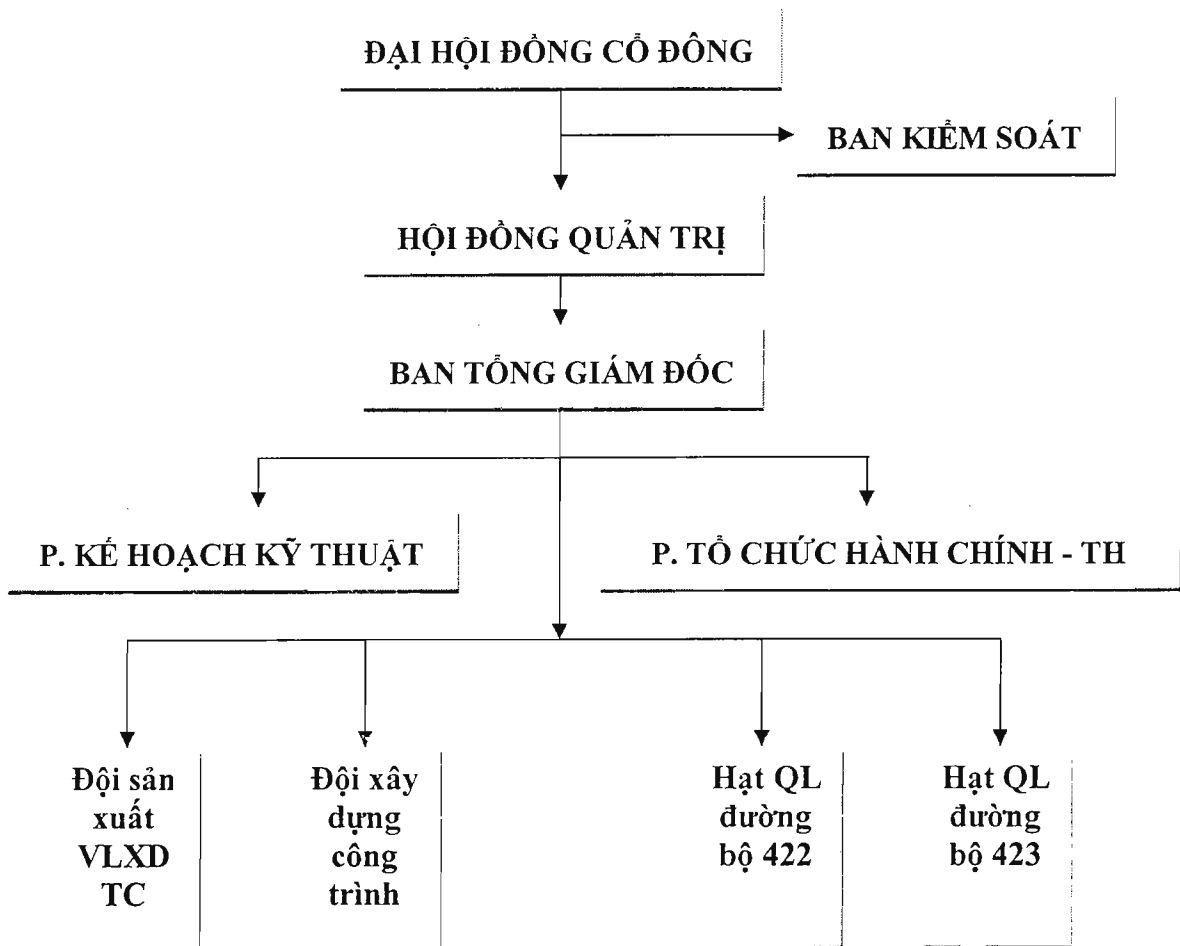 ĐẠI HỘI ĐỒNG CỔ ĐÔNG
BAN KIỂM SOÁT
HỘI ĐỒNG QUẢN TRỊ
BAN TỔNG GIÁM ĐỐC
P. KẾ HOẠCH KỸ THUẬT
P. TỔ CHỨC HÀNH CHÍNH - TH
Đội sản
xuất
VLXD
TC
Đội xây
dựng
công
trình
Hạt QL
đường
bộ 422
Hạt QL
đường
bộ 423